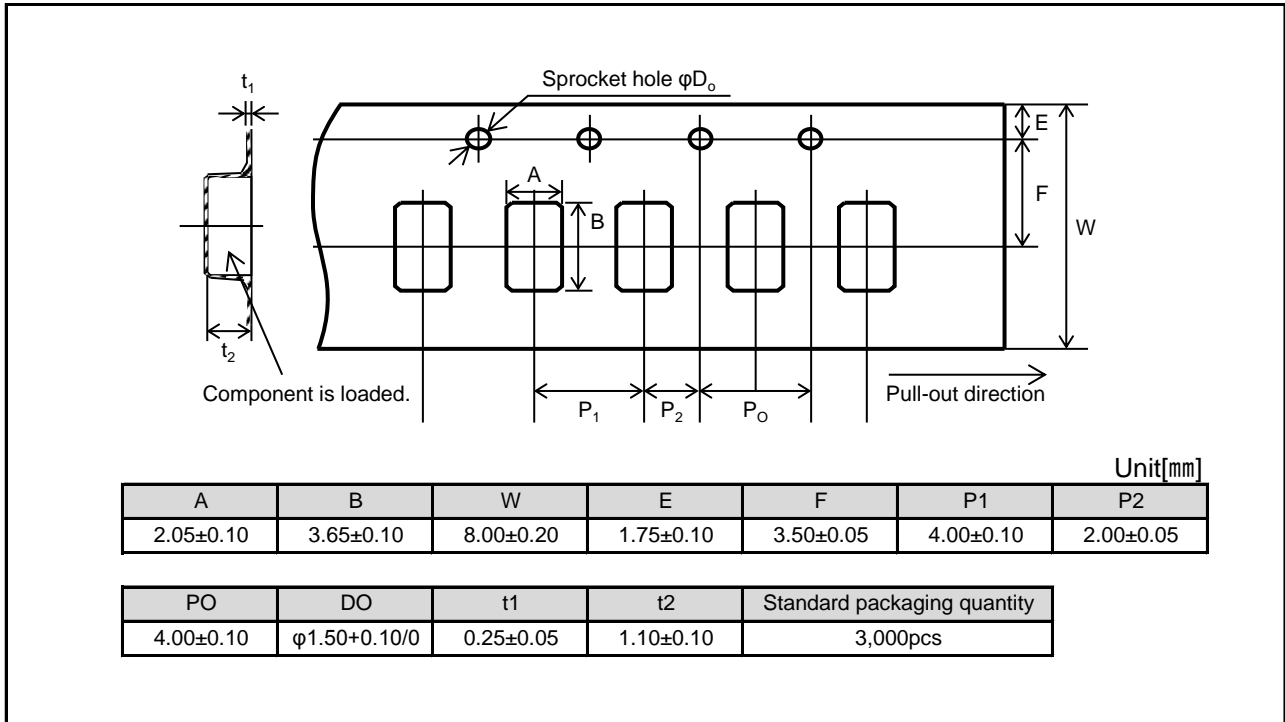 t₁
Sprocket hole φDₒ
E
A
F
B
W
t₂
Component is loaded.
P₁
P₂
P_O
Pull-out direction
Unit[㎜]
A B W E F P1 P2
2.05±0.10 3.65±0.10 8.00±0.20 1.75±0.10 3.50±0.05 4.00±0.10 2.00±0.05
PO DO t1 t2 Standard packaging quantity
4.00±0.10 φ1.50+0.10/0 0.25±0.05 1.10±0.10 3,000pcs